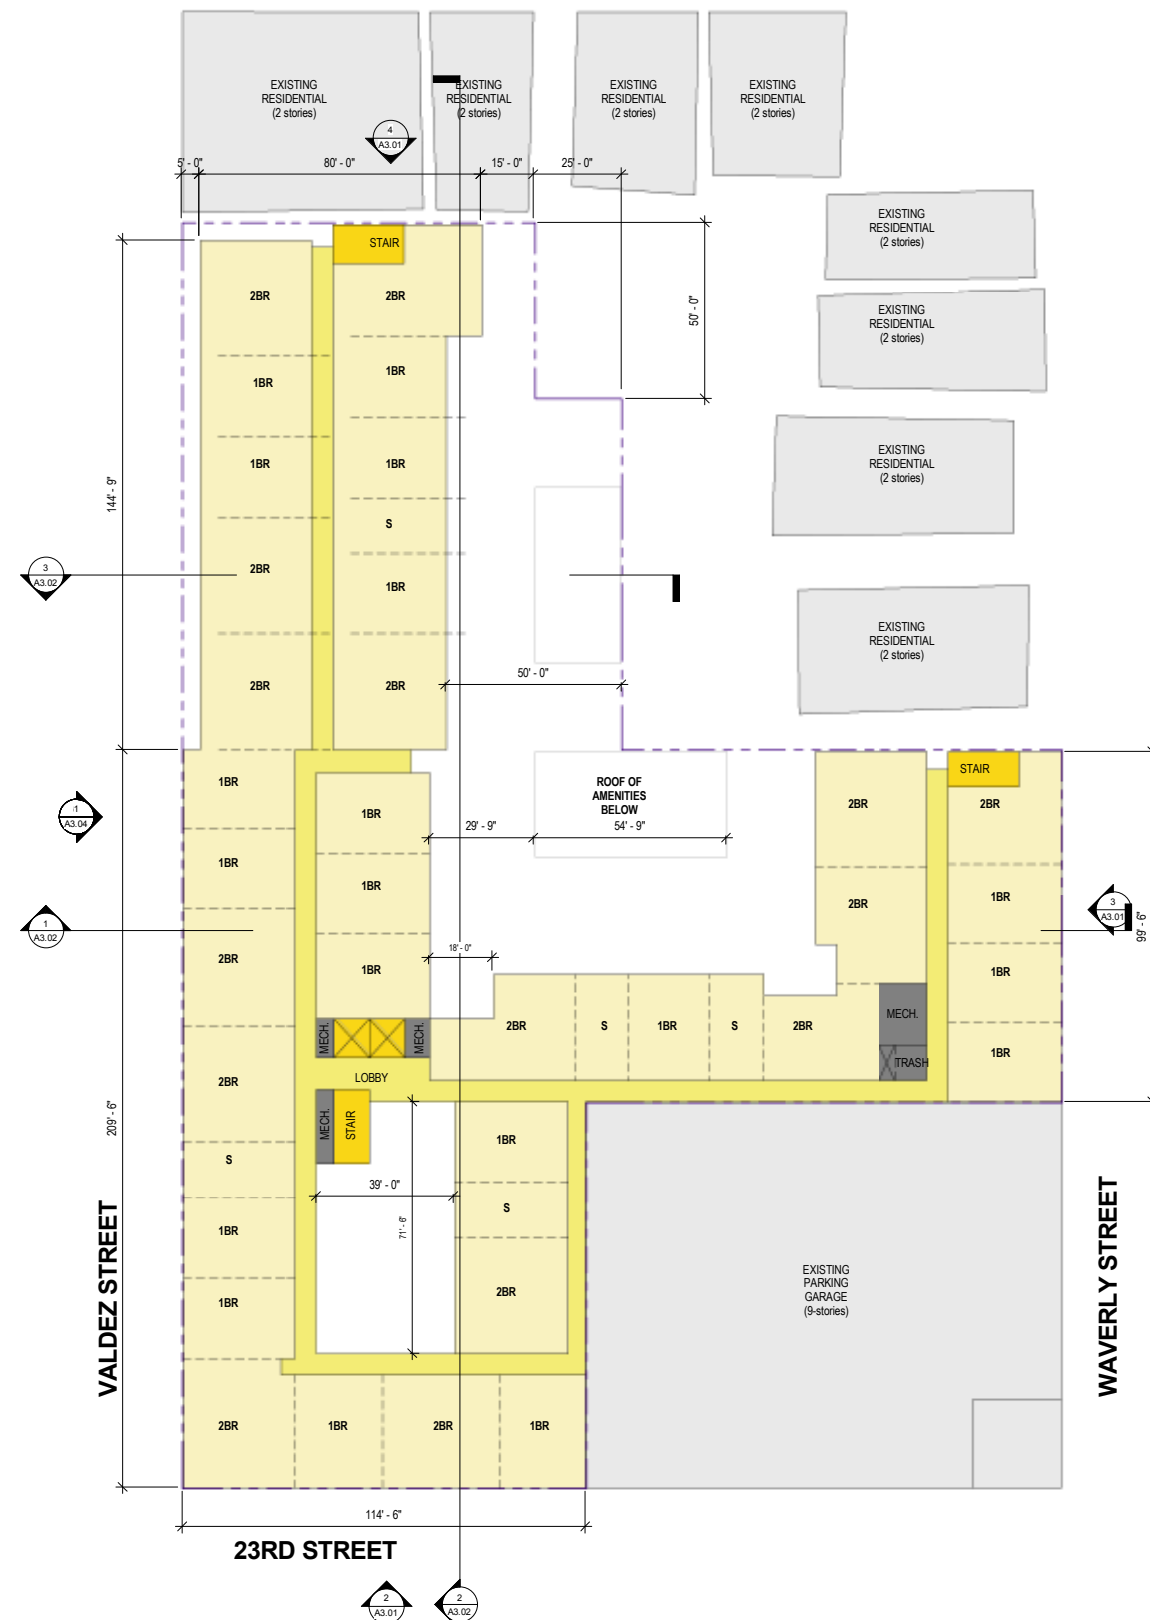 EXISTING
RESIDENTIAL
(2 stories)
EXISTING
RESIDENTIAL
(2 stories)
EXISTING
RESIDENTIAL
(2 stories)
EXISTING
RESIDENTIAL
(2 stories)
4
A3.01
5' - 0"
80' - 0"
15' - 0"
25' - 0"
EXISTING
RESIDENTIAL
(2 stories)
STAIR
2BR
2BR
50' - 0"
EXISTING
RESIDENTIAL
(2 stories)
1BR
1BR
1BR
1BR
EXISTING
RESIDENTIAL
(2 stories)
144' - 9"
S
3
A3.02
2BR
1BR
EXISTING
RESIDENTIAL
(2 stories)
50' - 0"
2BR
2BR
STAIR
1BR
ROOF OF
AMENITIES
BELOW
2BR
2BR
1
A3.04
1BR
29' - 9"
54' - 9"
1BR
1BR
2BR
1BR
3
A3.01
99' - 6"
1
A3.02
2BR
18' - 0"
1BR
1BR
MECH.
MECH.
MECH.
2BR
S
1BR
S
2BR
1BR
TRASH
LOBBY
2BR
209' - 6"
MECH.
STAIR
1BR
S
39' - 0"
71' - 6"
S
1BR
VALDEZ STREET
WAVERLY STREET
EXISTING
PARKING
GARAGE
(9-stories)
1BR
2BR
2BR
1BR
2BR
1BR
114' - 6"
23RD STREET
2
A3.01
2
A3.02